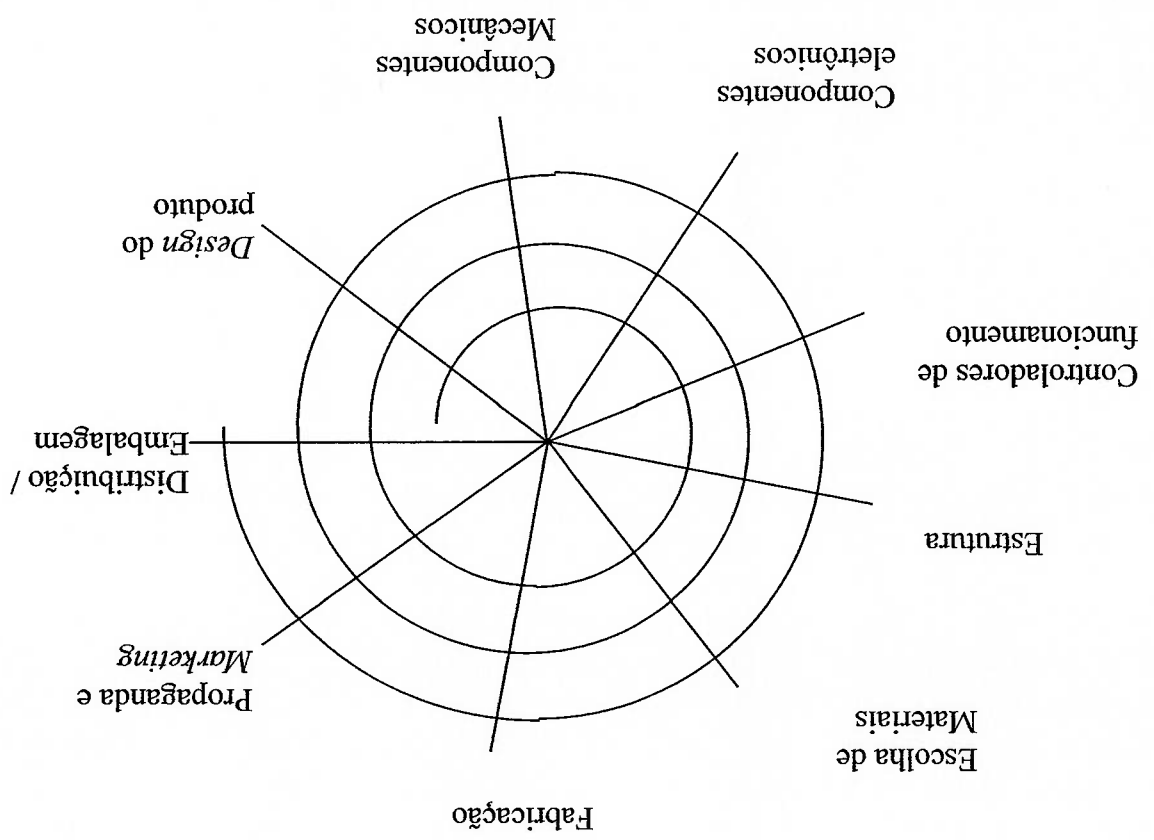 Fabricação
Propaganda e
Marketing
Escolha de
Materiais
Distribuição /
Embalagem
Estrutura
Design do
produto
Controladores de
funcionamento
Componentes
Mecânicos
Componentes
eletrônicos